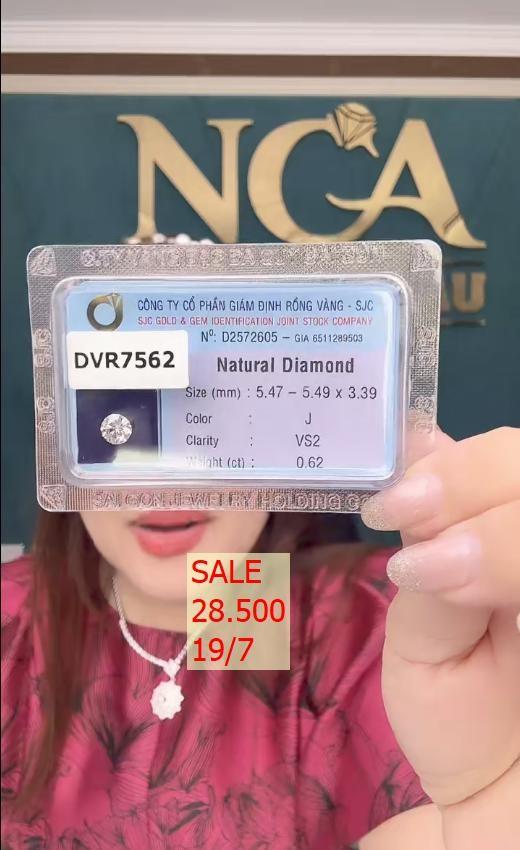 NCA
CÔNG TY CỔ PHẦN GIÁM ĐỊNH RỒNG VÀNG - SJC
SJC GOLD & GEM IDENTIFICATION JOINT STOCK COMPANY
Nº: D2572605 – GIA 6511289503
DVR7562
Natural Diamond
Size (mm) : 5.47 – 5.49 x 3.39
Color : J
Clarity : VS2
Weight (ct) : 0.62
SAIGON JEWELRY HOLDING CO
SALE
28.500
19/7